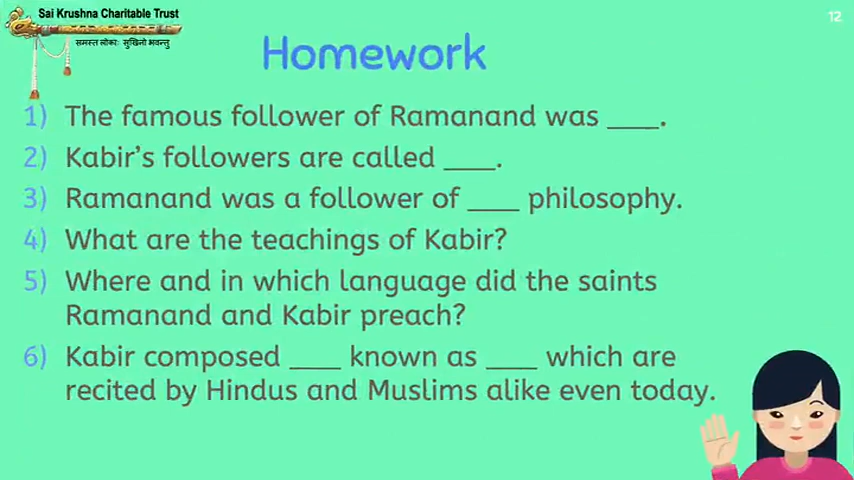 Sai Krushna Charitable Trust
समस्त लोकाः सुखिनो भवन्तु
12
Homework
1) The famous follower of Ramanand was ____.
2) Kabir's followers are called ____.
3) Ramanand was a follower of ____ philosophy.
4) What are the teachings of Kabir?
5) Where and in which language did the saints
Ramanand and Kabir preach?
6) Kabir composed ____ known as ____ which are
recited by Hindus and Muslims alike even today.